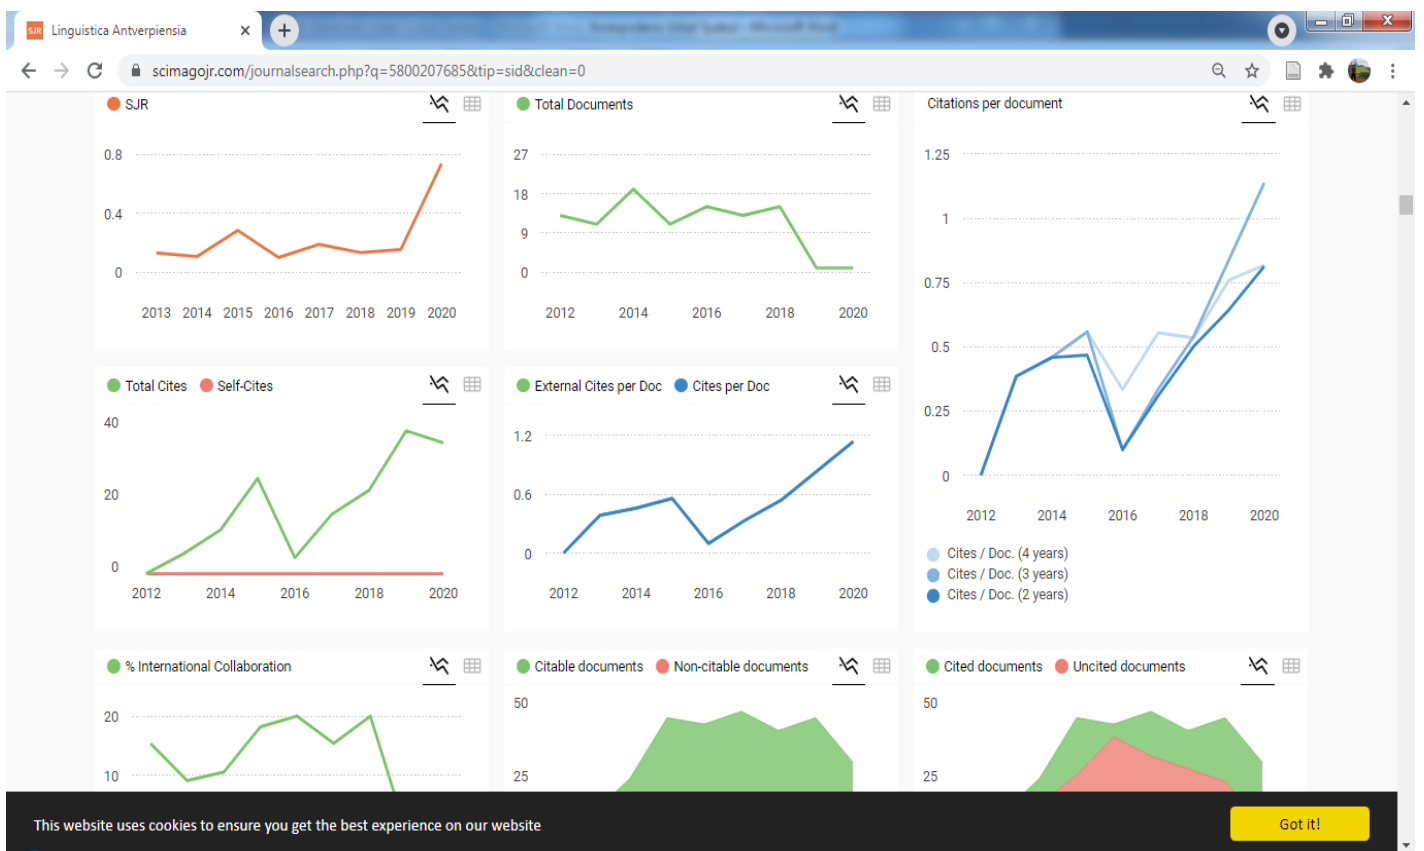 SJR Linguistica Antverpiensia
scimagojr.com/journalsearch.php?q=5800207685&tip=sid&clean=0
SJR
0.8
0.4
0
2013 2014 2015 2016 2017 2018 2019 2020
Total Documents
27
18
9
0
2012 2014 2016 2018 2020
Citations per document
1.25
1
0.75
0.5
0.25
0
2012 2014 2016 2018 2020
Cites / Doc. (4 years)
Cites / Doc. (3 years)
Cites / Doc. (2 years)
Total Cites Self-Cites
40
20
0
2012 2014 2016 2018 2020
External Cites per Doc Cites per Doc
1.2
0.6
0
2012 2014 2016 2018 2020
% International Collaboration
20
10
Citable documents Non-citable documents
50
25
Cited documents Uncited documents
50
25
This website uses cookies to ensure you get the best experience on our website
Got it!